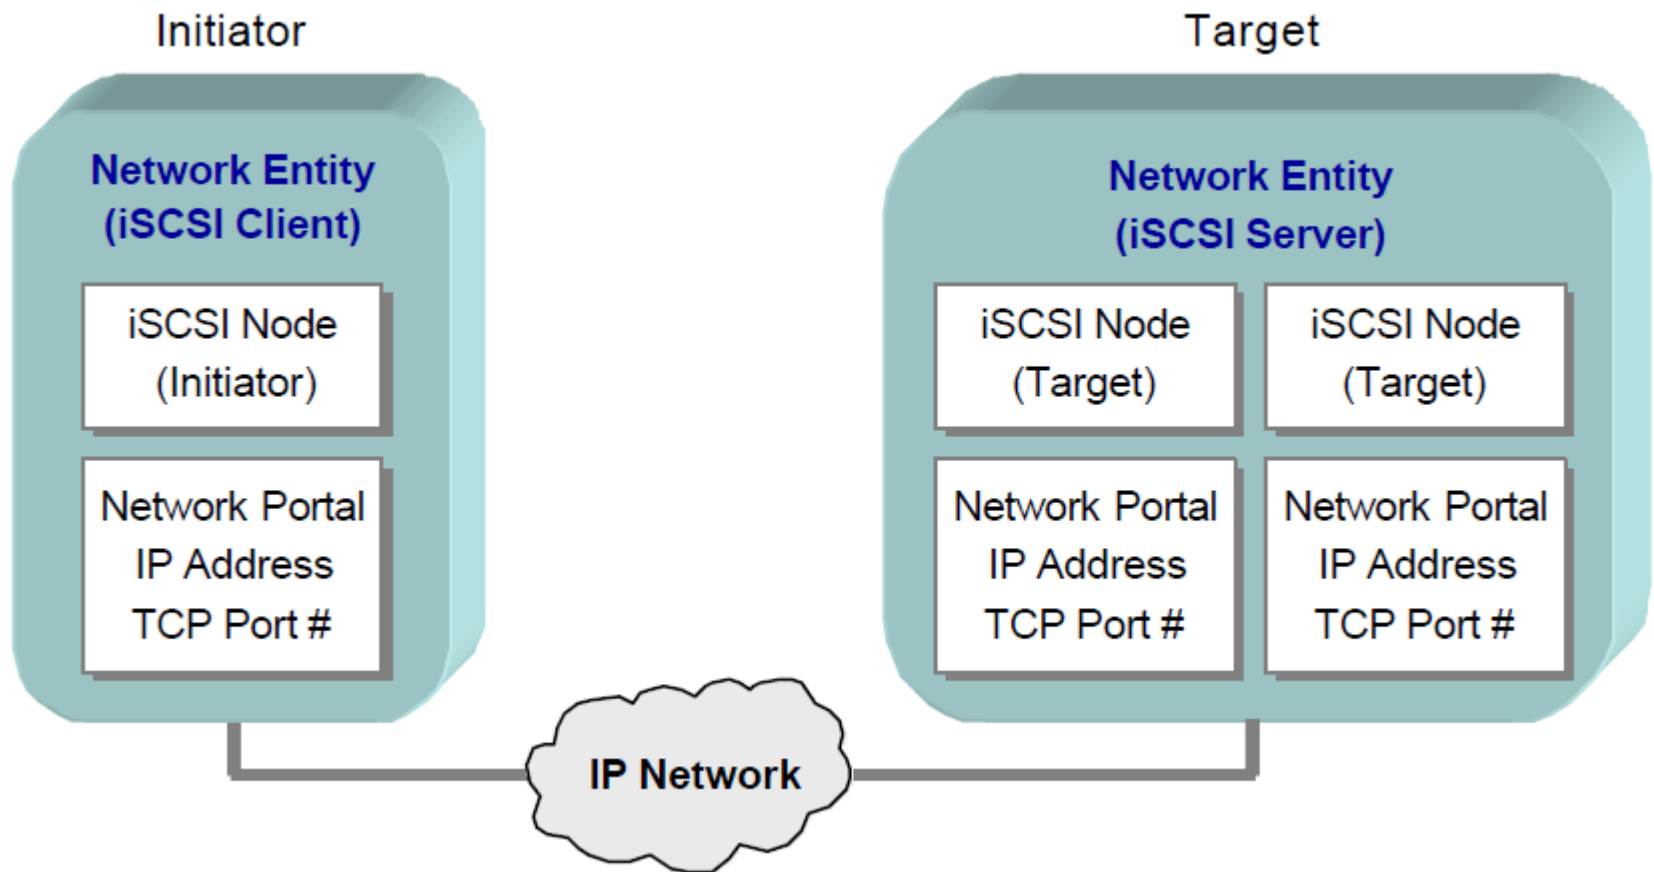 Initiator
Target
Network Entity
(iSCSI Client)
iSCSI Node
(Initiator)
Network Portal
IP Address
TCP Port #
Network Entity
(iSCSI Server)
iSCSI Node
(Target)
iSCSI Node
(Target)
Network Portal
IP Address
TCP Port #
Network Portal
IP Address
TCP Port #
IP Network